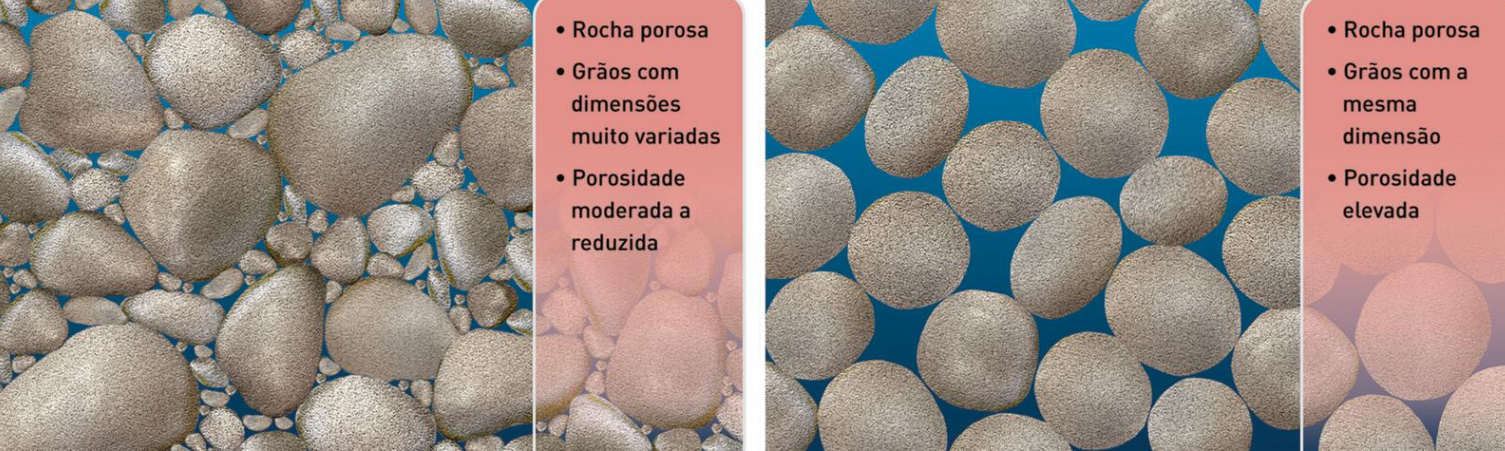 • Rocha porosa
• Grãos com
dimensões
muito variadas
• Porosidade
moderada a
reduzida
• Rocha porosa
• Grãos com a
mesma
dimensão
• Porosidade
elevada